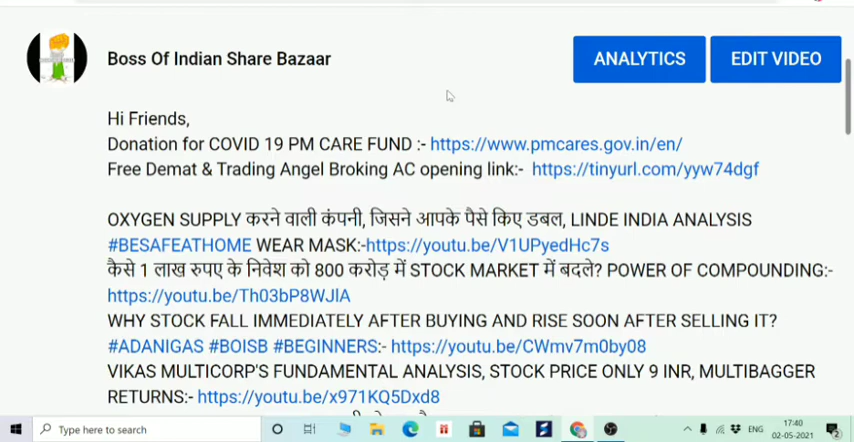 Boss Of Indian Share Bazaar
ANALYTICS
EDIT VIDEO
Hi Friends,
Donation for COVID 19 PM CARE FUND :- https://www.pmcares.gov.in/en/
Free Demat & Trading Angel Broking AC opening link:- https://tinyurl.com/yyw74dgf
OXYGEN SUPPLY करने वाली कंपनी, जिसने आपके पैसे किए डबल, LINDE INDIA ANALYSIS
#BESAFEATHOME WEAR MASK:-https://youtu.be/V1UPyedHc7s
कैसे 1 लाख रुपए के निवेश को 800 करोड़ में STOCK MARKET में बदले? POWER OF COMPOUNDING:-
https://youtu.be/Th03bP8WJlA
WHY STOCK FALL IMMEDIATELY AFTER BUYING AND RISE SOON AFTER SELLING IT?
#ADANIGAS #BOISB #BEGINNERS:- https://youtu.be/CWmv7m0by08
VIKAS MULTICORP'S FUNDAMENTAL ANALYSIS, STOCK PRICE ONLY 9 INR, MULTIBAGGER
RETURNS:- https://youtu.be/x971KQ5Dxd8
Type here to search
ENG
17:40
02-05-2021
2